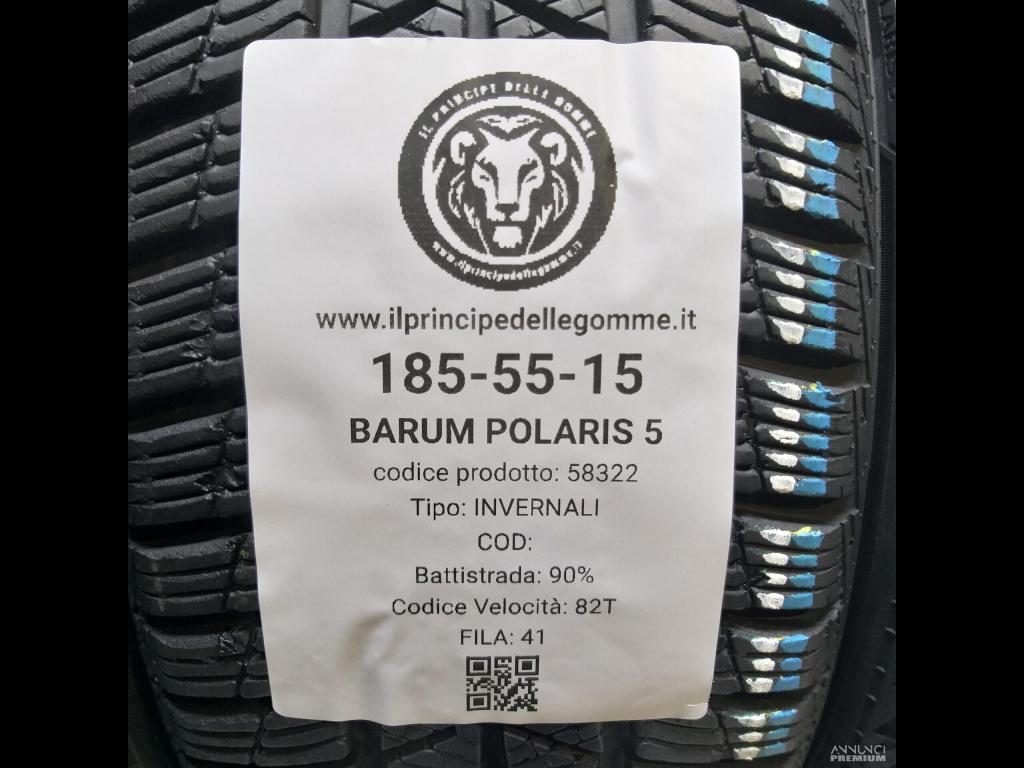 IL PRINCIPE DELLE GOMME
www.ilprincipedellegomme.it
www.ilprincipedellegomme.it
185-55-15
BARUM POLARIS 5
codice prodotto: 58322
Tipo: INVERNALI
COD:
Battistrada: 90%
Codice Velocità: 82T
FILA: 41
ANNUNCI
PREMIUM